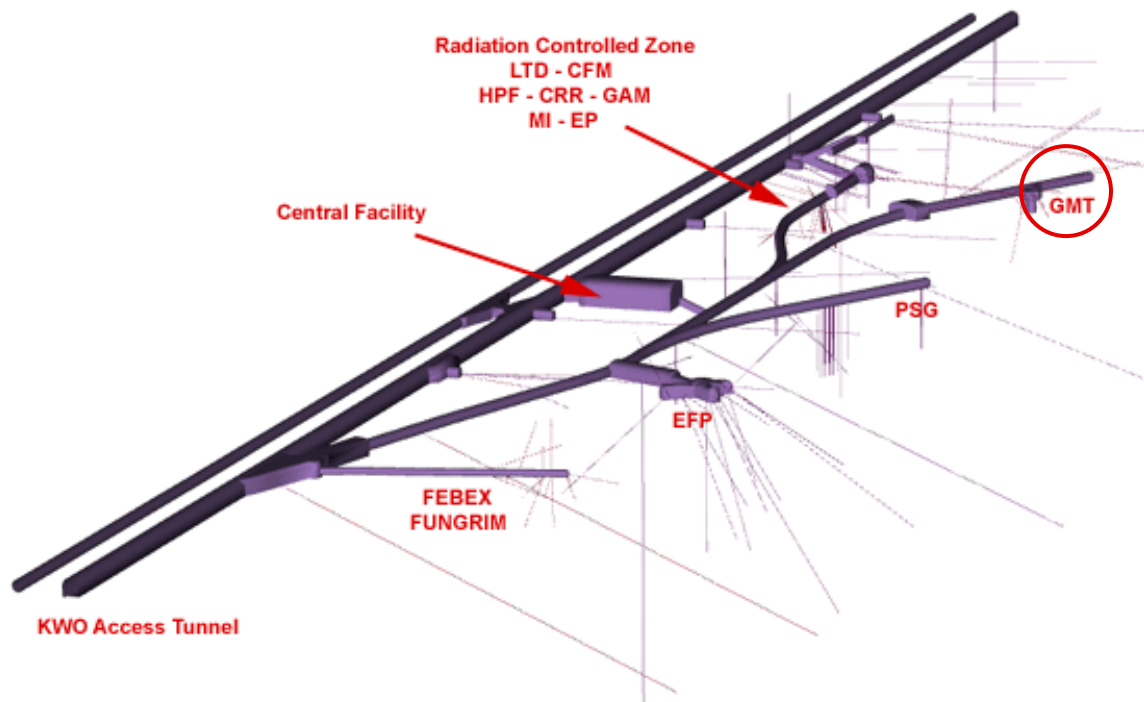 Radiation Controlled Zone
LTD - CFM
HPF - CRR - GAM
MI - EP
Central Facility
GMT
PSG
EFP
FEBEX
FUNGRIM
KWO Access Tunnel